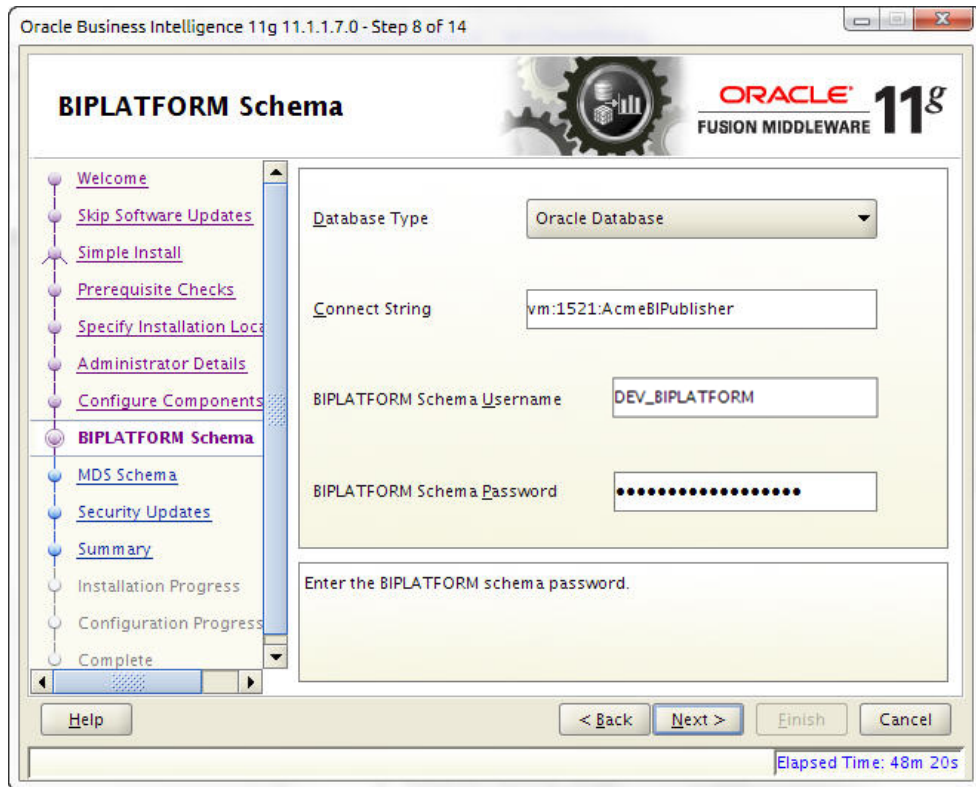 Oracle Business Intelligence 11g 11.1.1.7.0 - Step 8 of 14
BIPLATFORM Schema
ORACLE
FUSION MIDDLEWARE 11g
Welcome
Skip Software Updates
Simple Install
Prerequisite Checks
Specify Installation Loca
Administrator Details
Configure Components
BIPLATFORM Schema
MDS Schema
Security Updates
Summary
Installation Progress
Configuration Progress
Complete
Database Type Oracle Database
Connect String vm:1521:AcmeBIPublisher
BIPLATFORM Schema Username DEV_BIPLATFORM
BIPLATFORM Schema Password ••••••••••••••••••
Enter the BIPLATFORM schema password.
Help < Back Next > Finish Cancel
Elapsed Time: 48m 20s